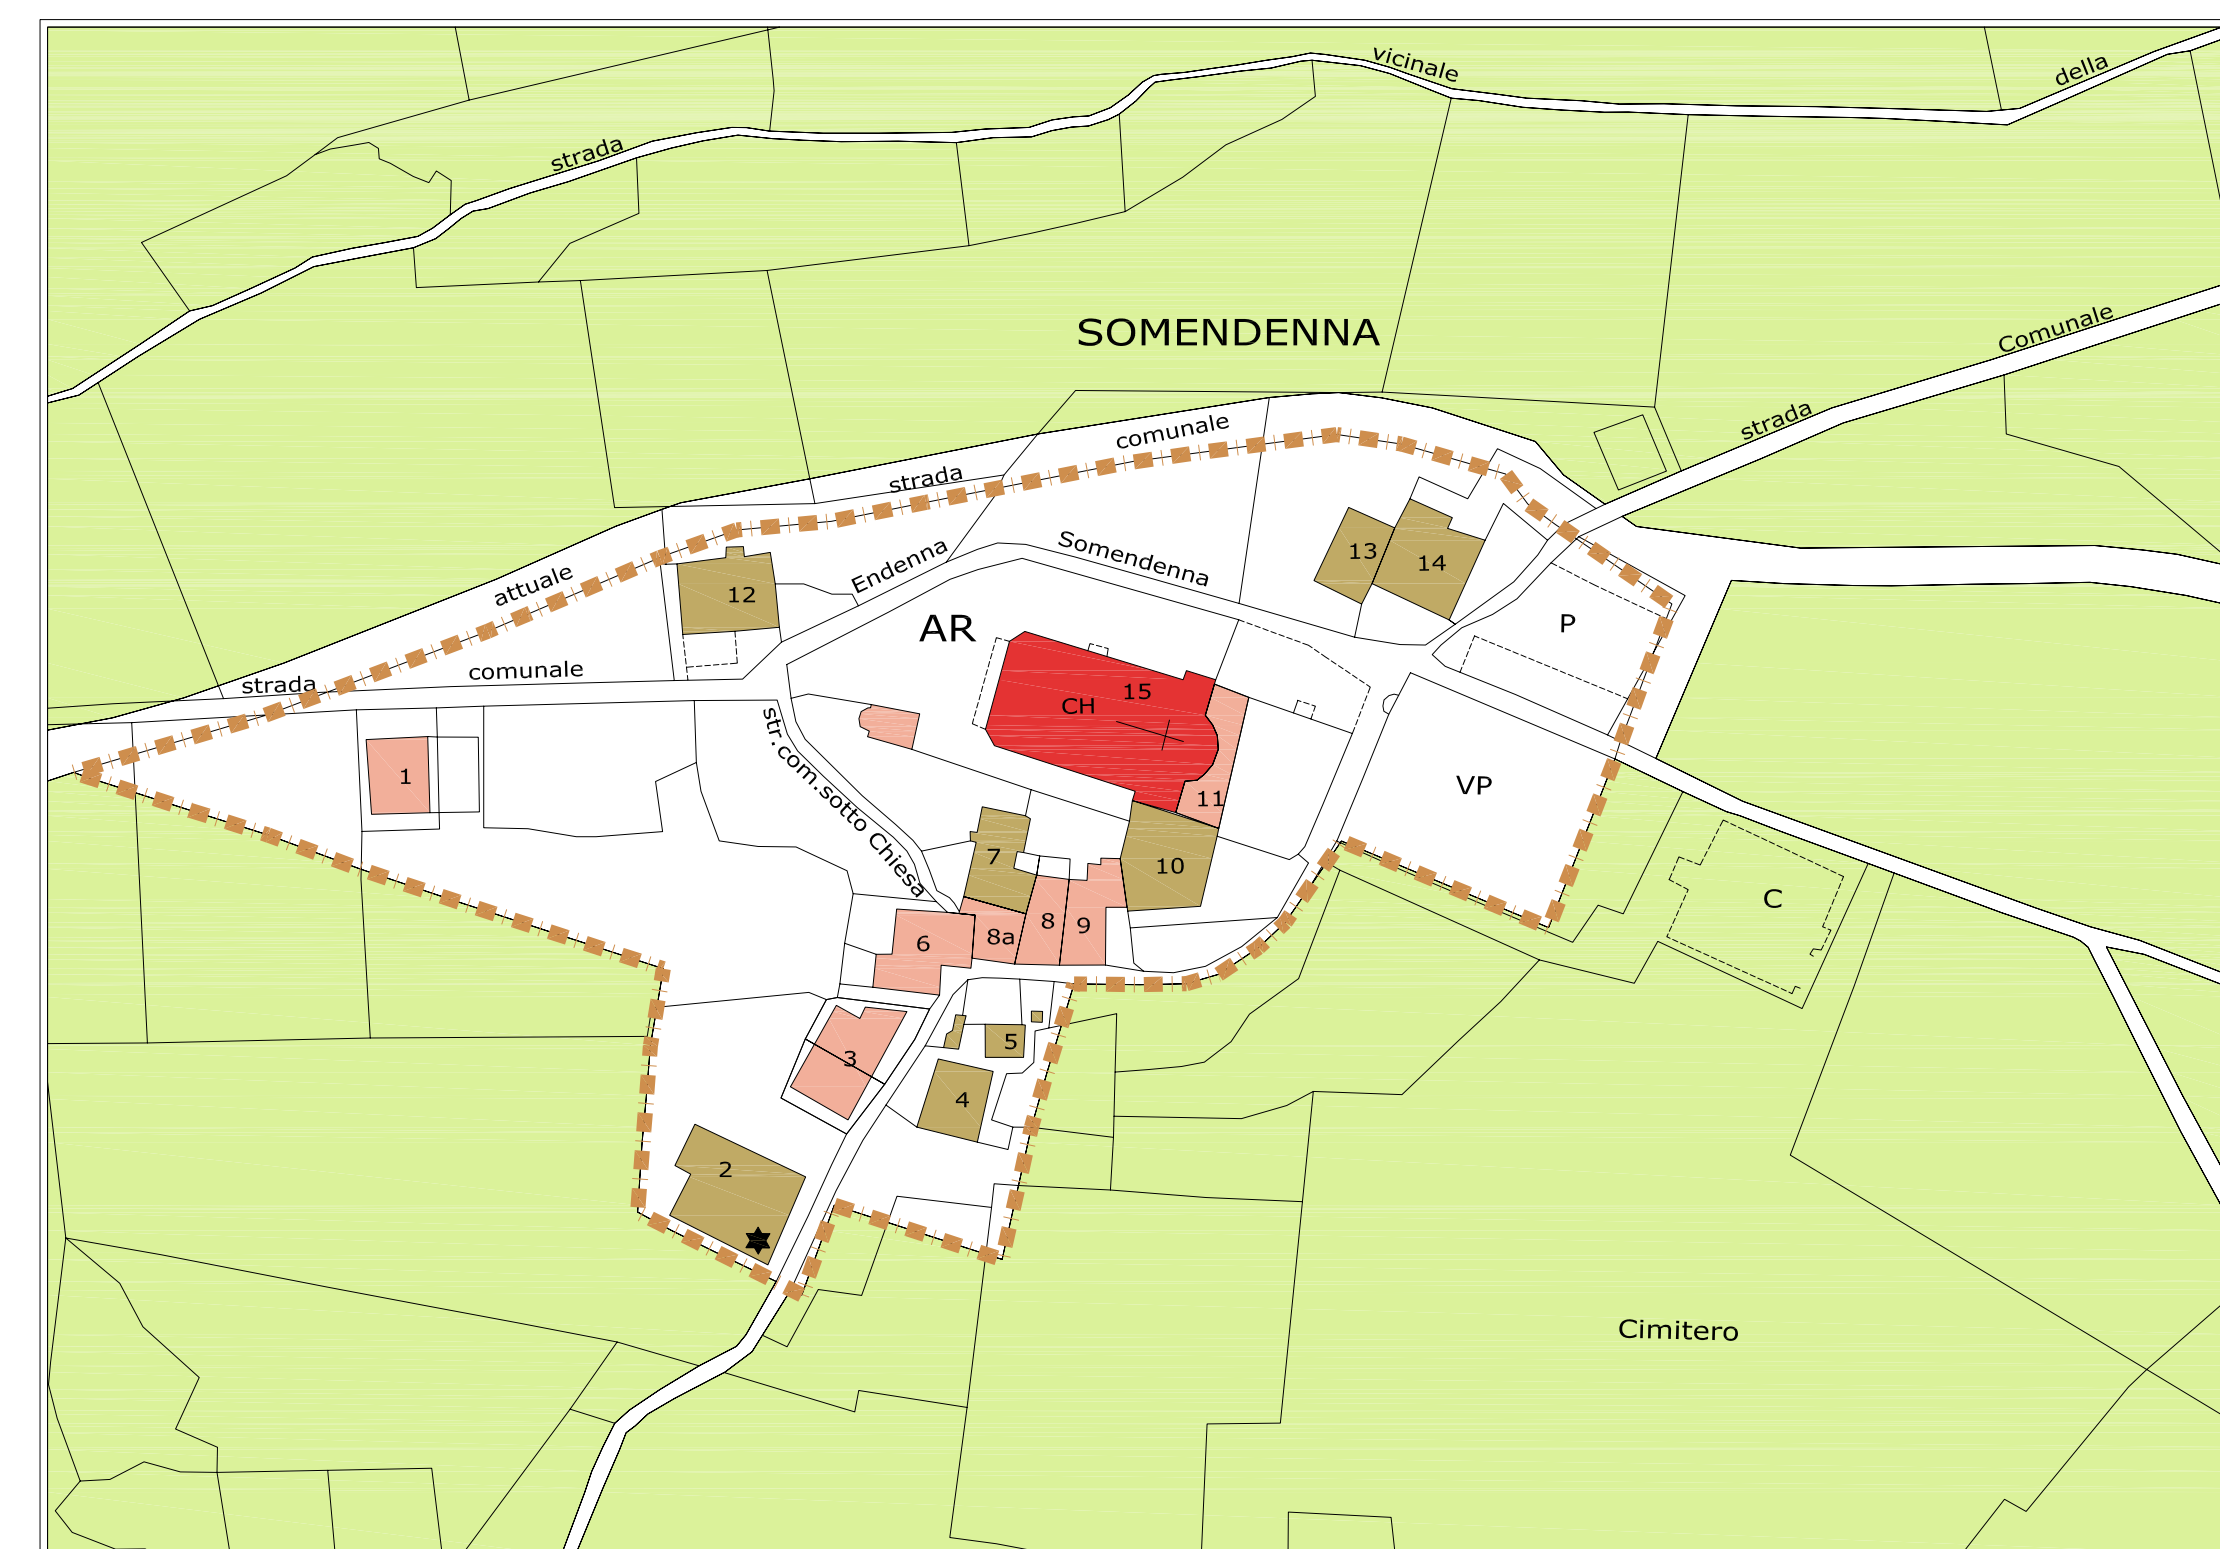 vicinale
della
strada
SOMENDENNA
Comunale
strada
comunale
strada
attuale
Endenna
Somendenna
13
14
12
AR
P
strada
comunale
15
CH
str.com.sotto Chiesa
1
11
VP
7
10
C
8
9
8a
6
3
5
4
2
Cimitero